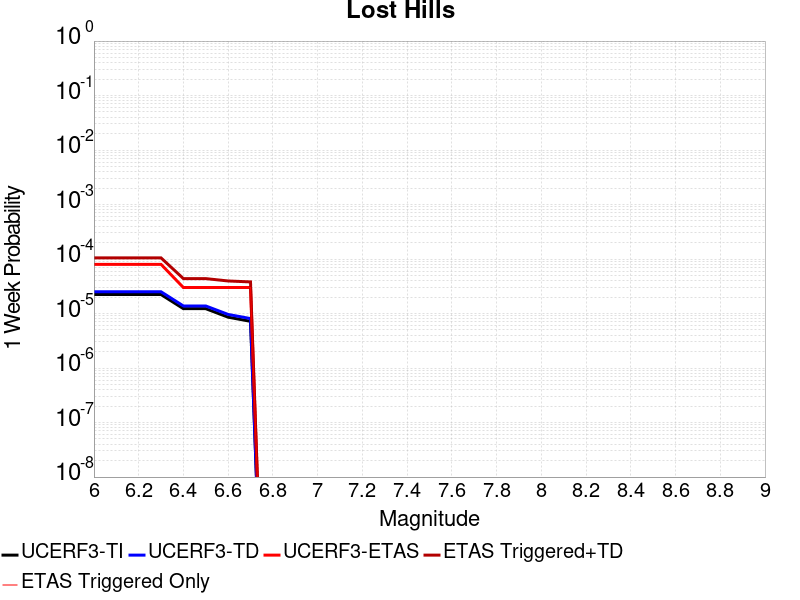 Lost Hills
1 Week Probability
10^0
10^-1
10^-2
10^-3
10^-4
10^-5
10^-6
10^-7
10^-8
6 6.2 6.4 6.6 6.8 7 7.2 7.4 7.6 7.8 8 8.2 8.4 8.6 8.8 9
Magnitude
UCERF3-TI UCERF3-TD UCERF3-ETAS ETAS Triggered+TD
ETAS Triggered Only